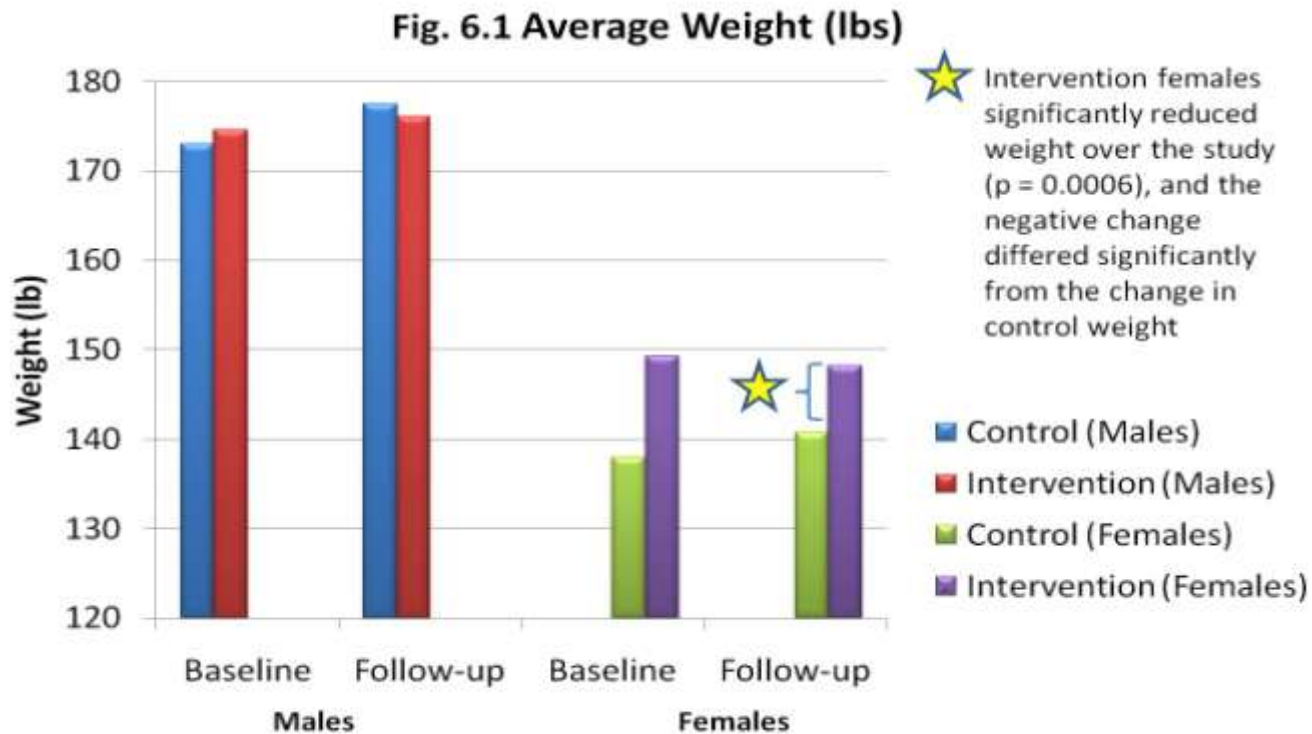 Fig. 6.1 Average Weight (lbs)
Intervention females
significantly reduced
weight over the study
(p = 0.0006), and the
negative change
differed significantly
from the change in
control weight
Weight (lb)
180
170
160
150
140
130
120
Baseline Follow-up Baseline Follow-up
Males Females
Control (Males)
Intervention (Males)
Control (Females)
Intervention (Females)